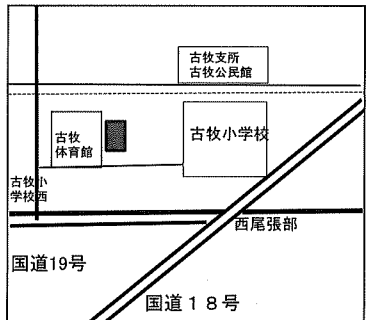 古牧支所
古牧公民館
古牧
体育館
古牧小学校
古牧小
学校西
西尾張部
国道19号
国道１８号